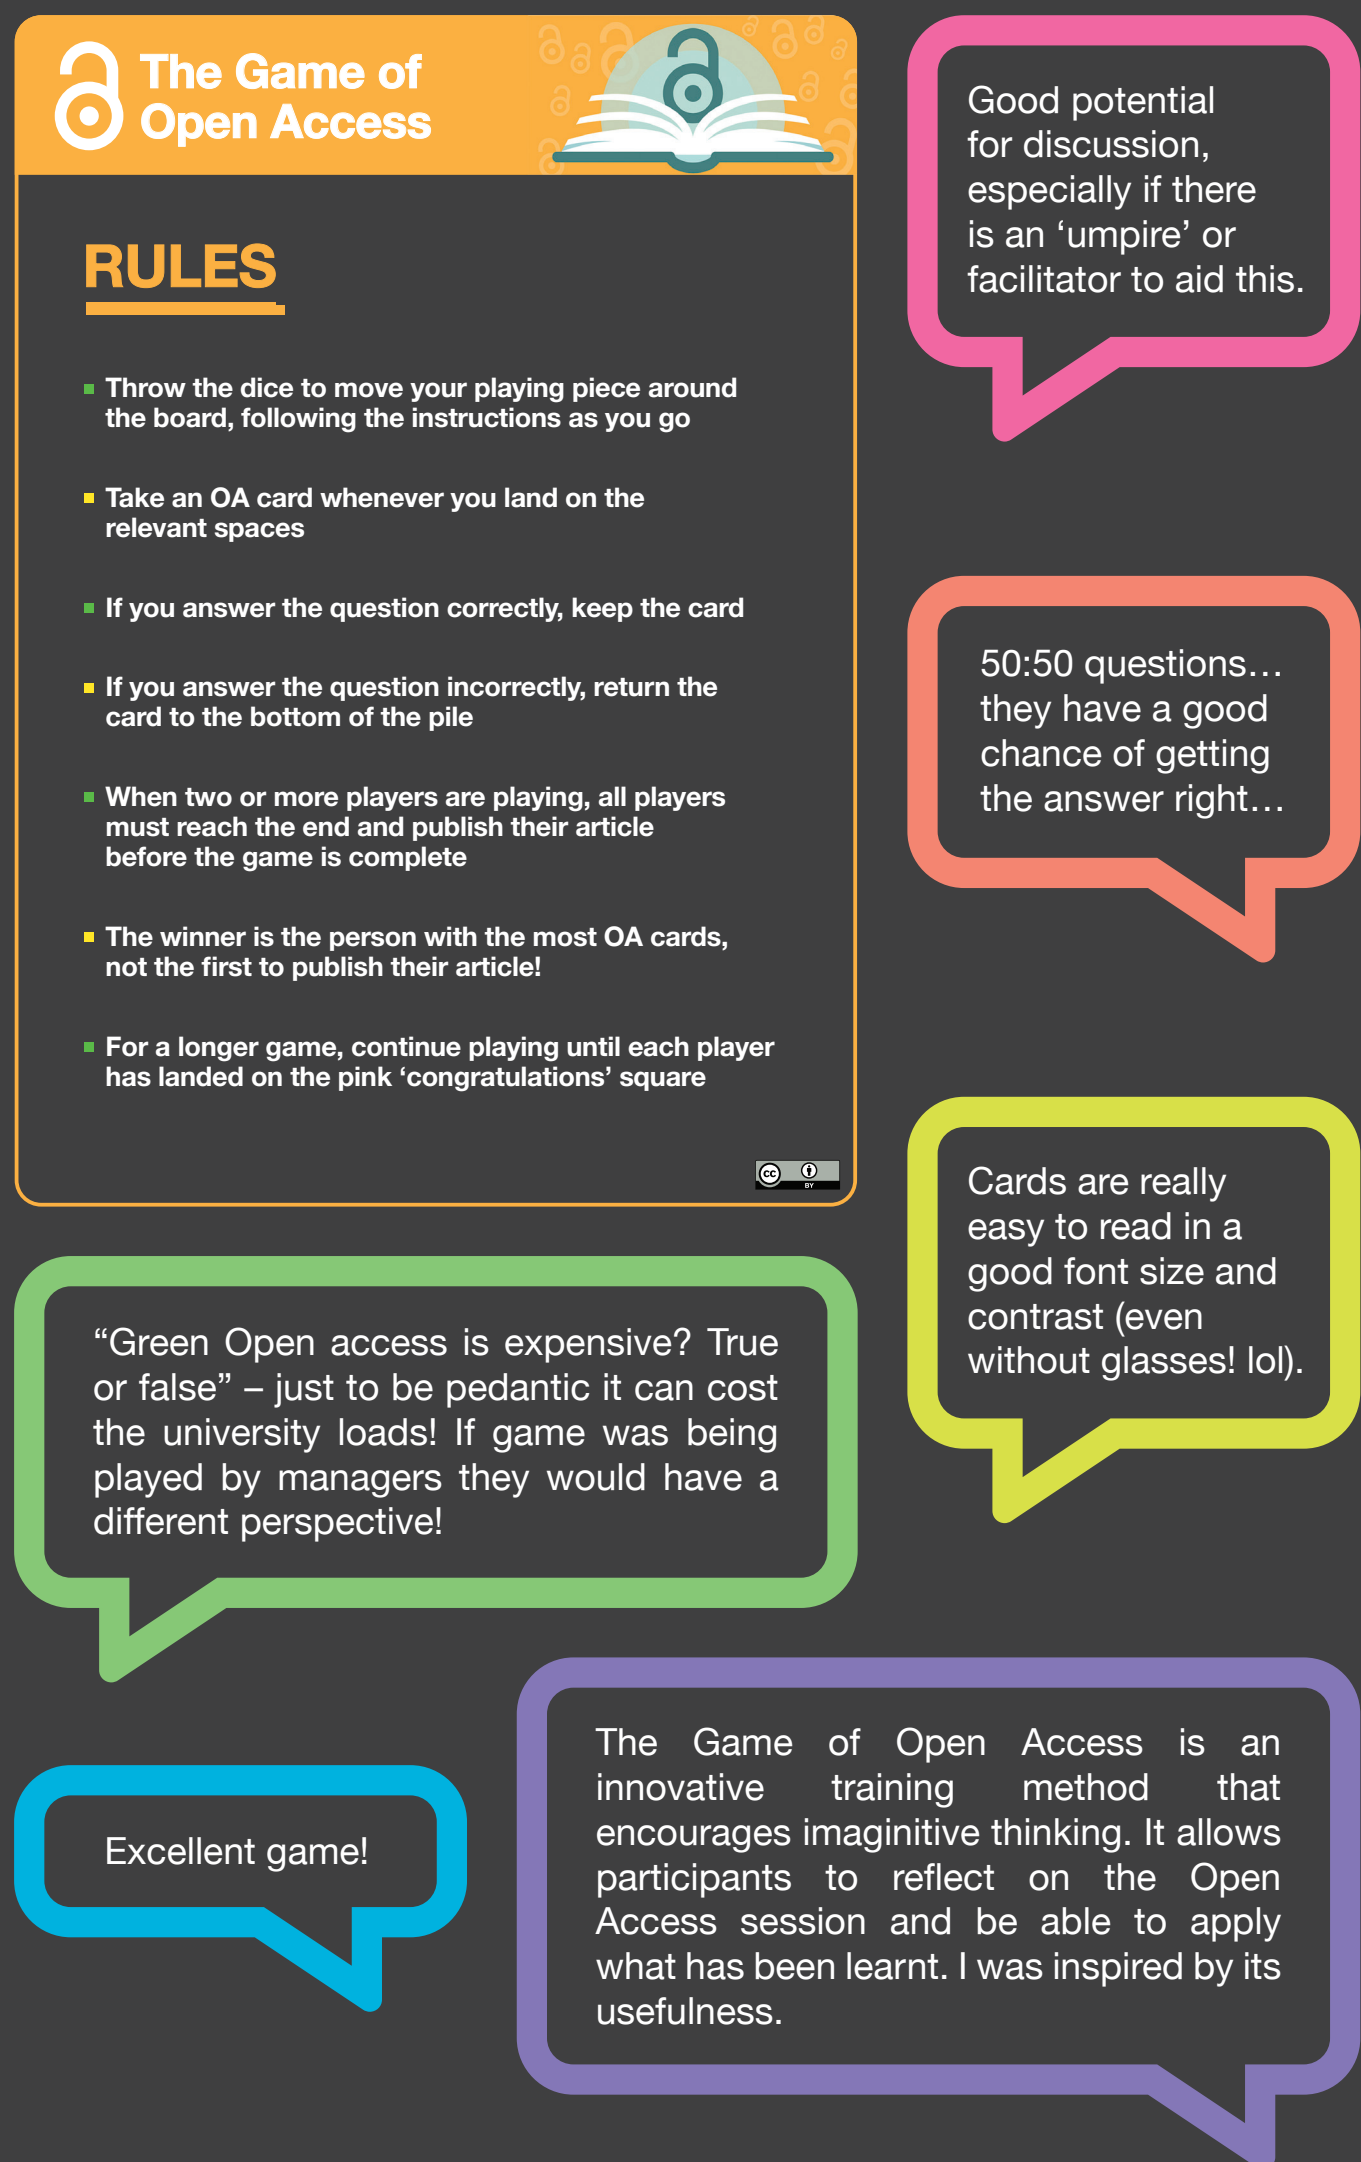 The Game of
Open Access
RULES
Throw the dice to move your playing piece around
the board, following the instructions as you go
Take an OA card whenever you land on the
relevant spaces
If you answer the question correctly, keep the card
If you answer the question incorrectly, return the
card to the bottom of the pile
When two or more players are playing, all players
must reach the end and publish their article
before the game is complete
The winner is the person with the most OA cards,
not the first to publish their article!
For a longer game, continue playing until each player
has landed on the pink ‘congratulations’ square
cc
BY
Good potential
for discussion,
especially if there
is an ‘umpire’ or
facilitator to aid this.
50:50 questions…
they have a good
chance of getting
the answer right…
Cards are really
easy to read in a
good font size and
contrast (even
without glasses! lol).
“Green Open access is expensive? True
or false” – just to be pedantic it can cost
the university loads! If game was being
played by managers they would have a
different perspective!
Excellent game!
The Game of Open Access is an
innovative training method that
encourages imaginitive thinking. It allows
participants to reflect on the Open
Access session and be able to apply
what has been learnt. I was inspired by its
usefulness.